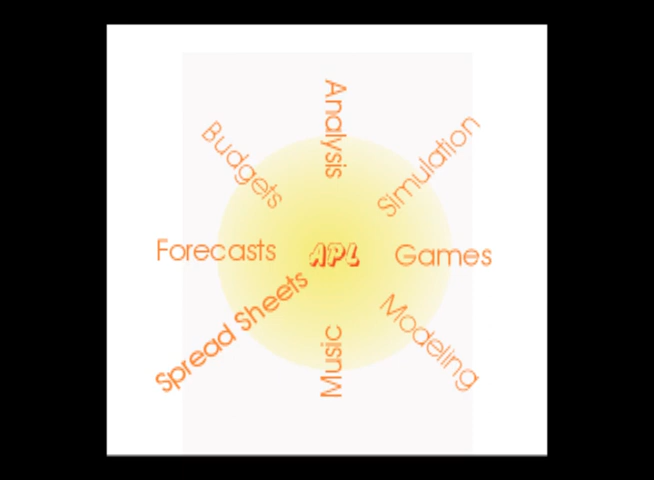 Analysis
Budgets
Simulation
Forecasts
APL
Games
Spread Sheets
Modeling
Music